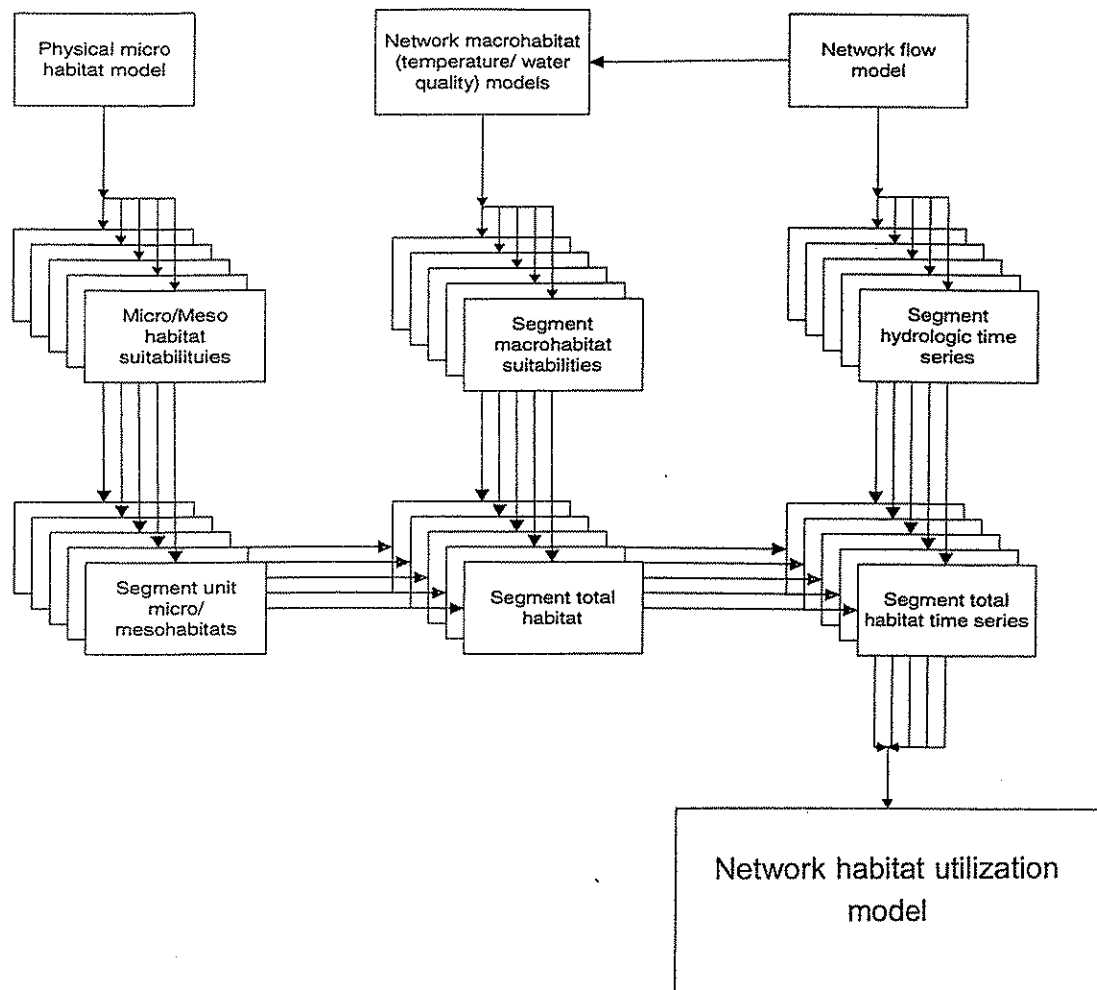 Physical micro
habitat model
Network macrohabitat
(temperature/ water
quality) models
Network flow
model
Micro/Meso
habitat
suitabilituies
Segment
macrohabitat
suitabilities
Segment
hydrologic time
series
Segment unit
micro/
mesohabitats
Segment total
habitat
Segment total
habitat time series
Network habitat utilization
model